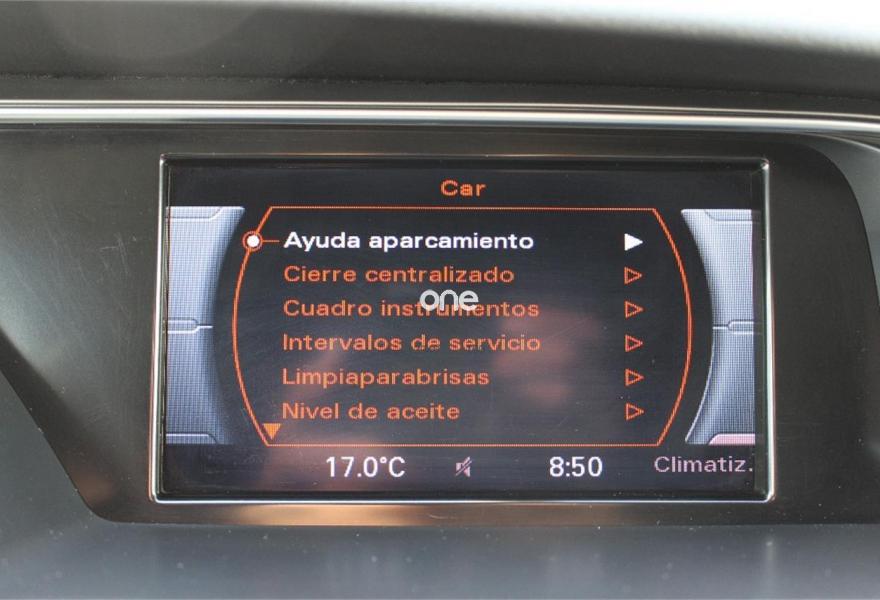 Car
Ayuda aparcamiento
Cierre centralizado
Cuadro instrumentos
one
Intervalos de servicio
Limpiaparabrisas
Nivel de aceite
17.0°C 8:50 Climatiz.